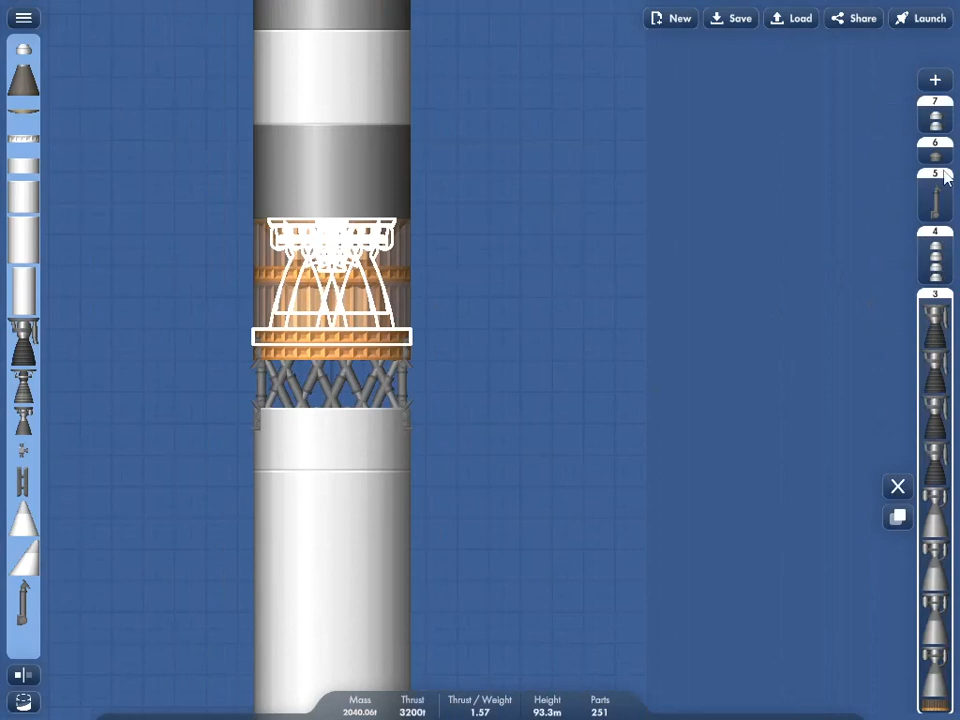 New
Save
Load
Share
Launch
7
6
5
4
3
Mass
Thrust
Thrust / Weight
Height
Parts
2040.06t
3200t
1.57
93.3m
251